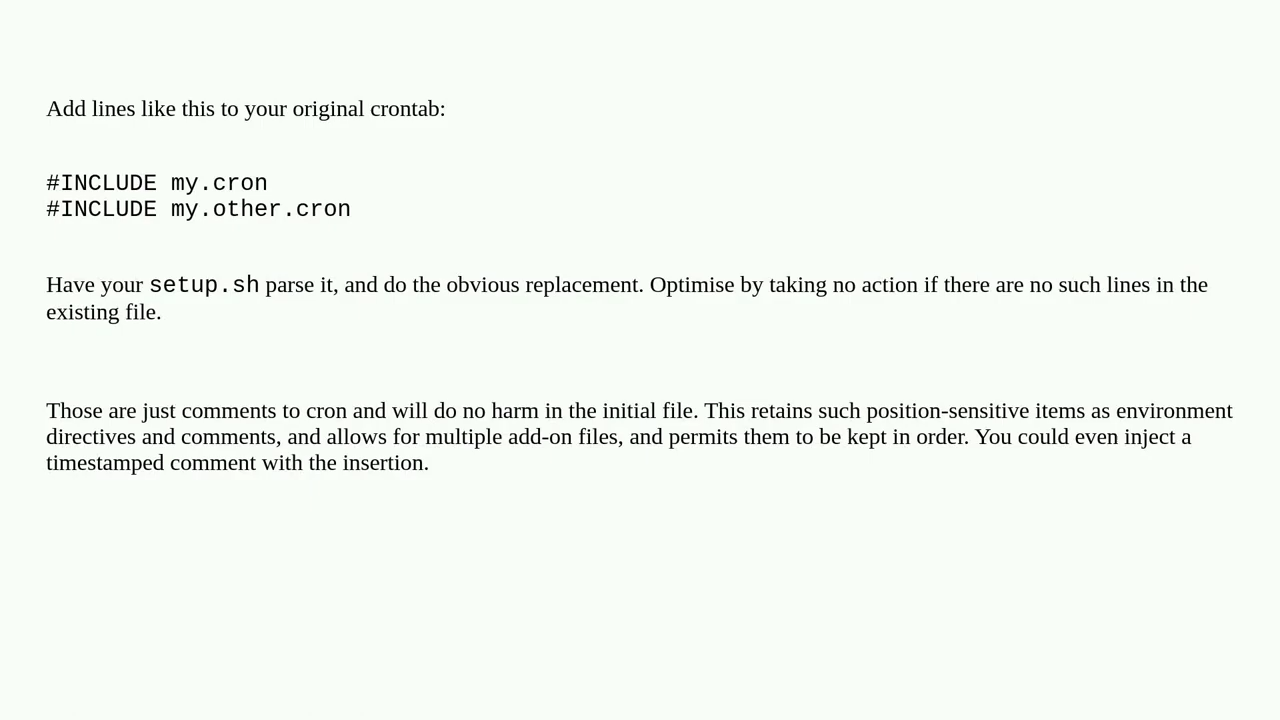 Add lines like this to your original crontab:
#INCLUDE my.cron
#INCLUDE my.other.cron
Have your setup.sh parse it, and do the obvious replacement. Optimise by taking no action if there are no such lines in the
existing file.
Those are just comments to cron and will do no harm in the initial file. This retains such position-sensitive items as environment
directives and comments, and allows for multiple add-on files, and permits them to be kept in order. You could even inject a
timestamped comment with the insertion.